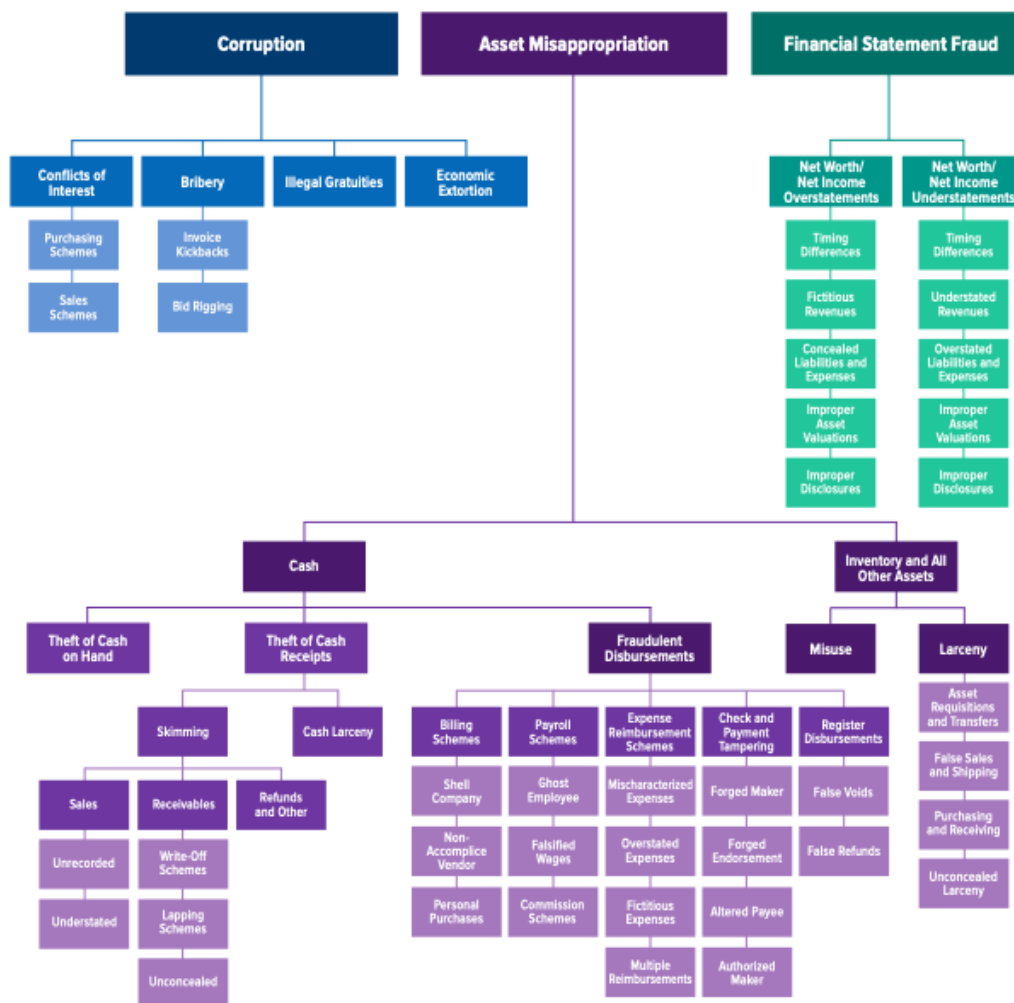 Corruption
Asset Misappropriation
Financial Statement Fraud
Conflicts of
Interest
Bribery
Illegal Gratuities
Economic
Extortion
Net Worth/
Net Income
Overstatements
Net Worth/
Net Income
Understatements
Purchasing
Schemes
Invoice
Kickbacks
Timing
Differences
Timing
Differences
Sales
Schemes
Bid Rigging
Fictitious
Revenues
Understated
Revenues
Concealed
Liabilities and
Expenses
Overstated
Liabilities and
Expenses
Improper
Asset
Valuations
Improper
Asset
Valuations
Improper
Disclosures
Improper
Disclosures
Cash
Inventory and All
Other Assets
Theft of Cash
on Hand
Theft of Cash
Receipts
Fraudulent
Disbursements
Misuse
Larceny
Skimming
Cash Larceny
Billing
Schemes
Payroll
Schemes
Expense
Reimbursement
Schemes
Check and
Payment
Tampering
Register
Disbursements
Asset
Requisitions
and Transfers
Sales
Receivables
Refunds
and Other
Shell
Company
Ghost
Employee
Mischaracterized
Expenses
Forged Maker
False Voids
False Sales
and Shipping
Unrecorded
Write-Off
Schemes
Non-
Accomplice
Vendor
Falsified
Wages
Overstated
Expenses
Forged
Endorsement
False Refunds
Purchasing
and Receiving
Understated
Lapping
Schemes
Personal
Purchases
Commission
Schemes
Fictitious
Expenses
Altered Payee
Unconcealed
Larceny
Unconcealed
Multiple
Reimbursements
Authorized
Maker